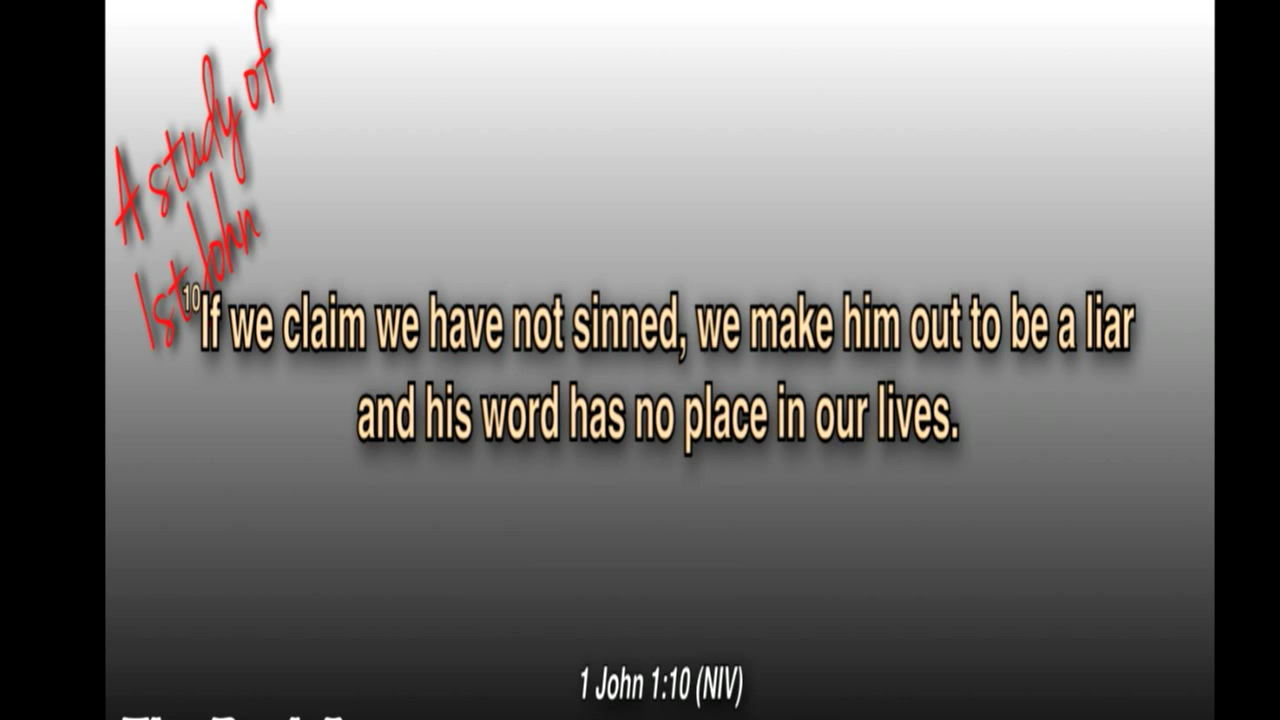 A study of
1st John
10If we claim we have not sinned, we make him out to be a liar
and his word has no place in our lives.
1 John 1:10 (NIV)